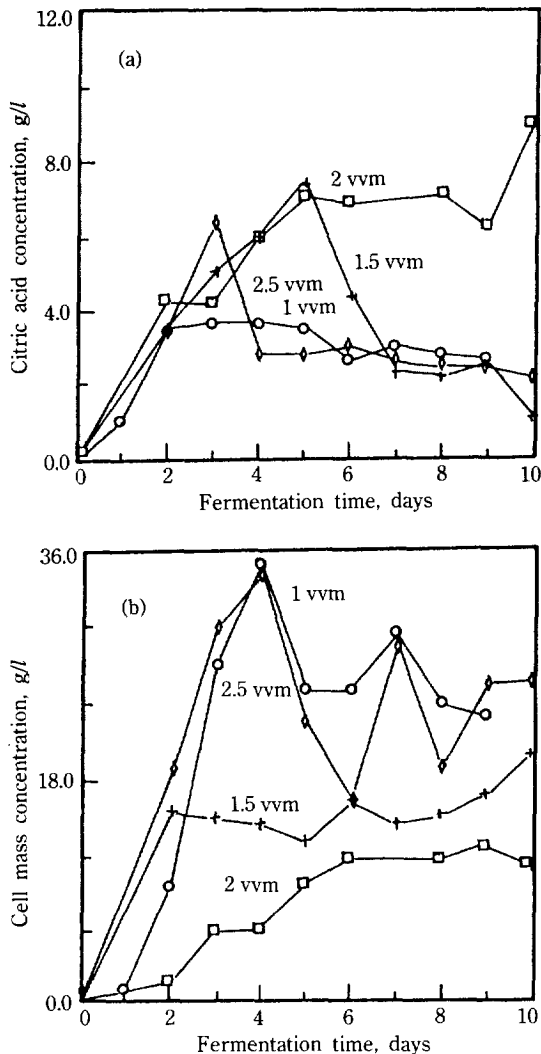 12.0
(a)
Citric acid concentration, g/l
8.0
2 vvm
1.5 vvm
2.5 vvm
1 vvm
4.0
0.0
0 2 4 6 8 10
Fermentation time, days
36.0
(b)
1 vvm
Cell mass concentration, g/l
2.5 vvm
18.0
1.5 vvm
2 vvm
0.0
0 2 4 6 8 10
Fermentation time, days